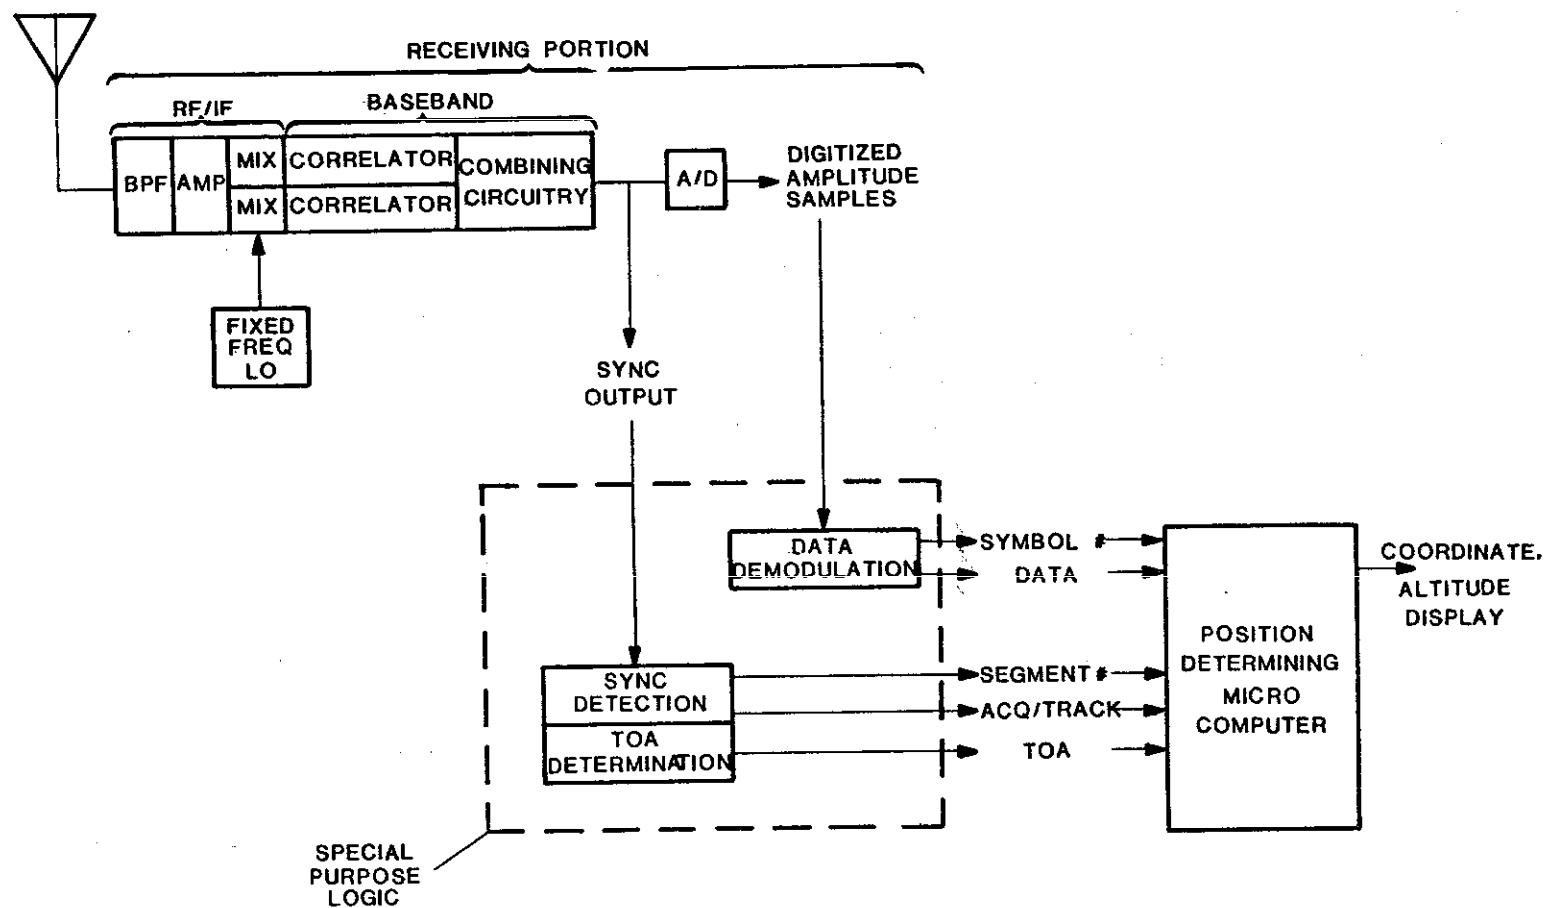 RECEIVING PORTION
RF/IF
BASEBAND
BPF
AMP
MIX
MIX
CORRELATOR
CORRELATOR
COMBINING
CIRCUITRY
A/D
DIGITIZED
AMPLITUDE
SAMPLES
FIXED
FREQ
LO
SYNC
OUTPUT
DATA
DEMODULATION
SYMBOL #
DATA
SYNC
DETECTION
TOA
DETERMINATION
SEGMENT #
ACQ/TRACK
TOA
POSITION
DETERMINING
MICRO
COMPUTER
COORDINATE,
ALTITUDE
DISPLAY
SPECIAL
PURPOSE
LOGIC